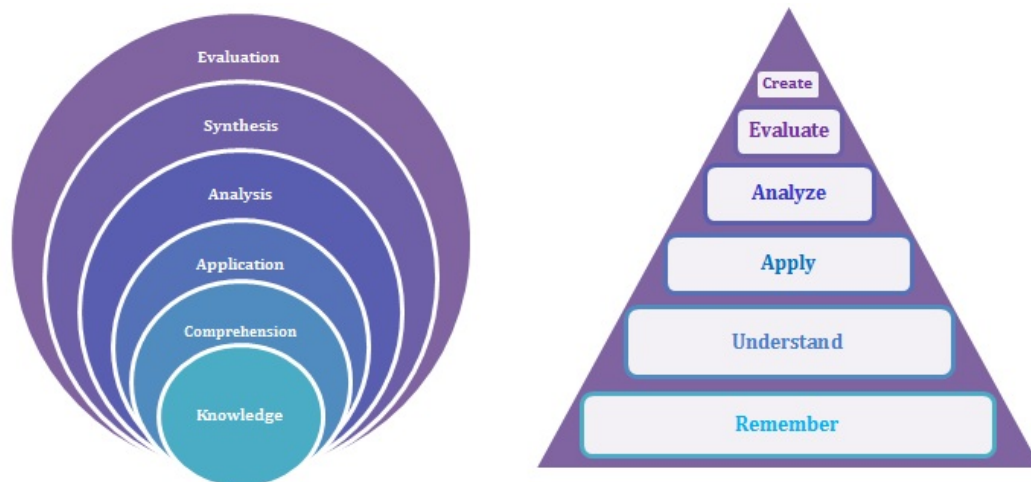 Evaluation
Synthesis
Analysis
Application
Comprehension
Knowledge
Create
Evaluate
Analyze
Apply
Understand
Remember